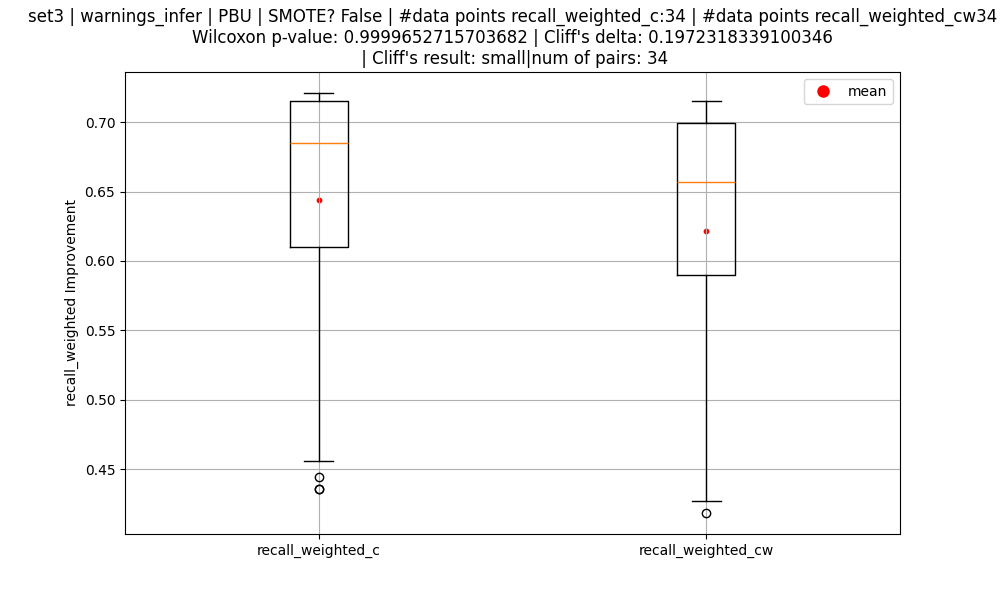 set3 | warnings_infer | PBU | SMOTE? False | #data points recall_weighted_c:34 | #data points recall_weighted_cw34
Wilcoxon p-value: 0.9999652715703682 | Cliff's delta: 0.1972318339100346
| Cliff's result: small|num of pairs: 34
mean
0.70
0.65
0.60
0.55
0.50
0.45
recall_weighted Improvement
recall_weighted_c
recall_weighted_cw